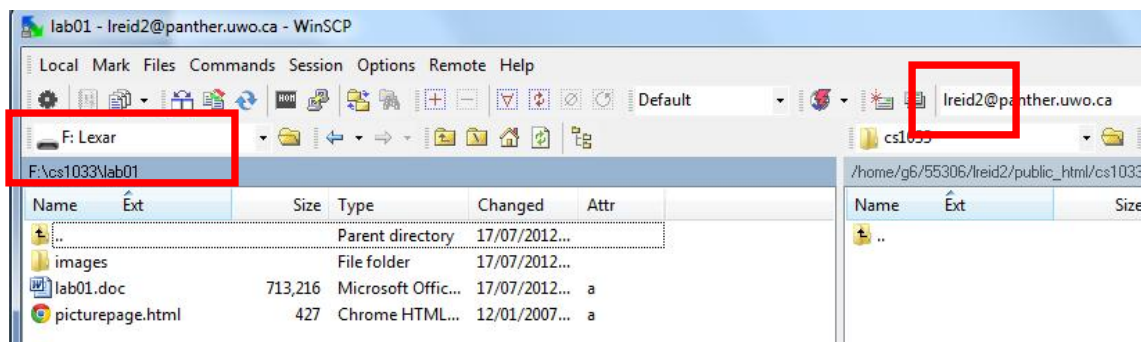 lab01 - lreid2@panther.uwo.ca - WinSCP
Local Mark Files Commands Session Options Remote Help
Default
lreid2@panther.uwo.ca
F: Lexar
cs1033
F:\cs1033\lab01
/home/g6/55306/lreid2/public_html/cs1033
Name Ext Size Type Changed Attr
Name Ext Size
.. Parent directory 17/07/2012...
..
images File folder 17/07/2012...
lab01.doc 713,216 Microsoft Offic... 17/07/2012... a
picturepage.html 427 Chrome HTML... 12/01/2007... a